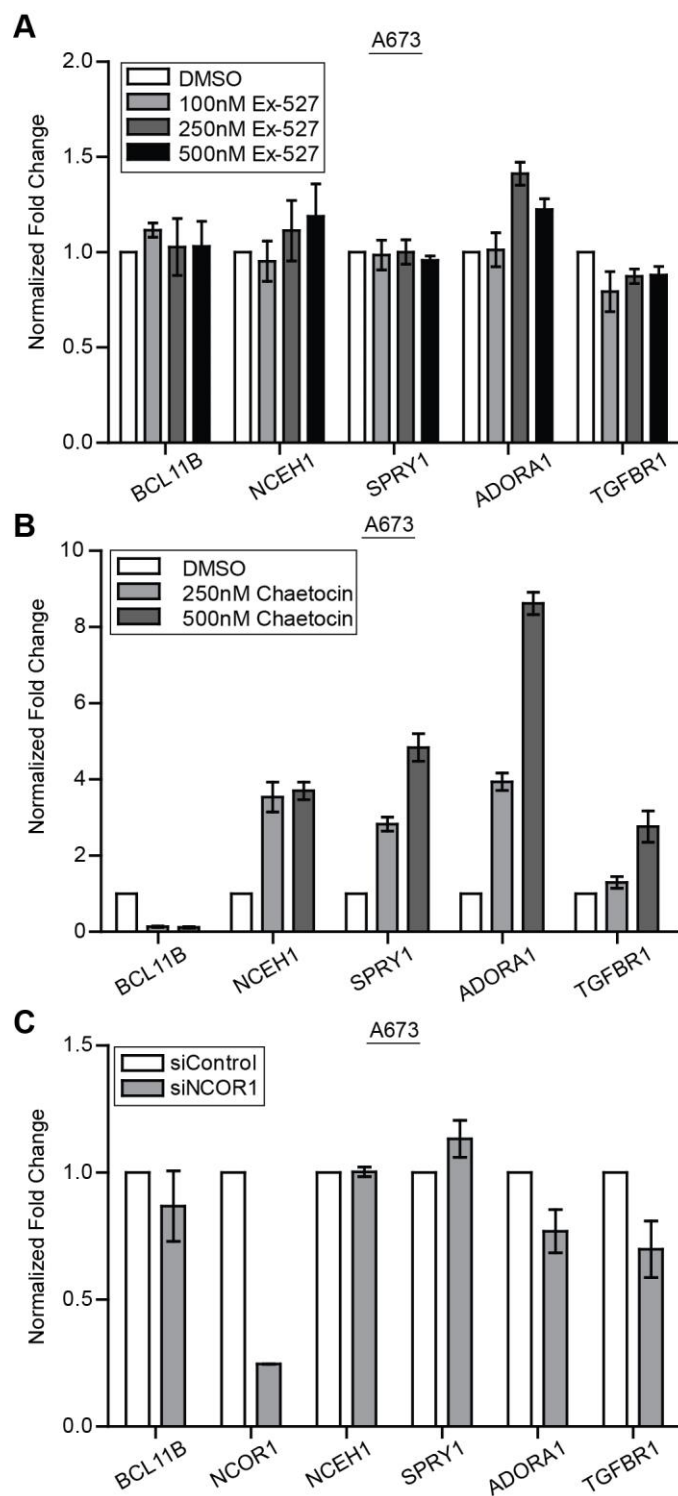 A
A673
2.0
1.5
1.0
0.5
0.0
Normalized Fold Change
DMSO
100nM Ex-527
250nM Ex-527
500nM Ex-527
BCL11B
NCEH1
SPRY1
ADORA1
TGFBR1
B
A673
10
8
6
4
2
0
Normalized Fold Change
DMSO
250nM Chaetocin
500nM Chaetocin
BCL11B
NCEH1
SPRY1
ADORA1
TGFBR1
C
A673
1.5
1.0
0.5
0.0
Normalized Fold Change
siControl
siNCOR1
BCL11B
NCOR1
NCEH1
SPRY1
ADORA1
TGFBR1